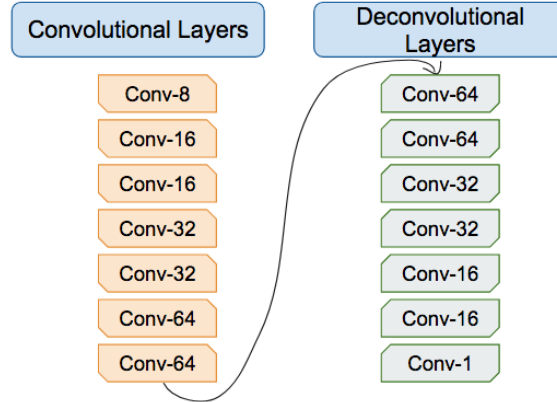 Convolutional Layers
Conv-8
Conv-16
Conv-16
Conv-32
Conv-32
Conv-64
Conv-64
Deconvolutional
Layers
Conv-64
Conv-64
Conv-32
Conv-32
Conv-16
Conv-16
Conv-1